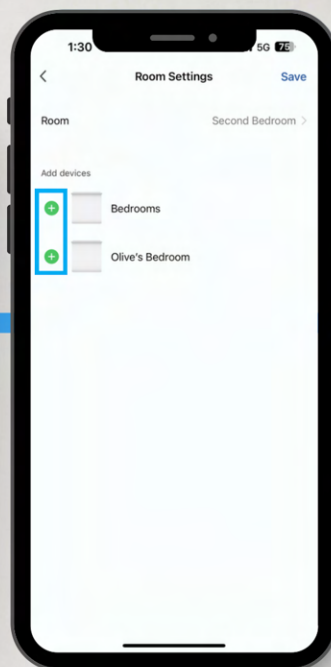 1:30 5G 75
Room Settings Save
Room Second Bedroom
Add devices
Bedrooms
Olive's Bedroom